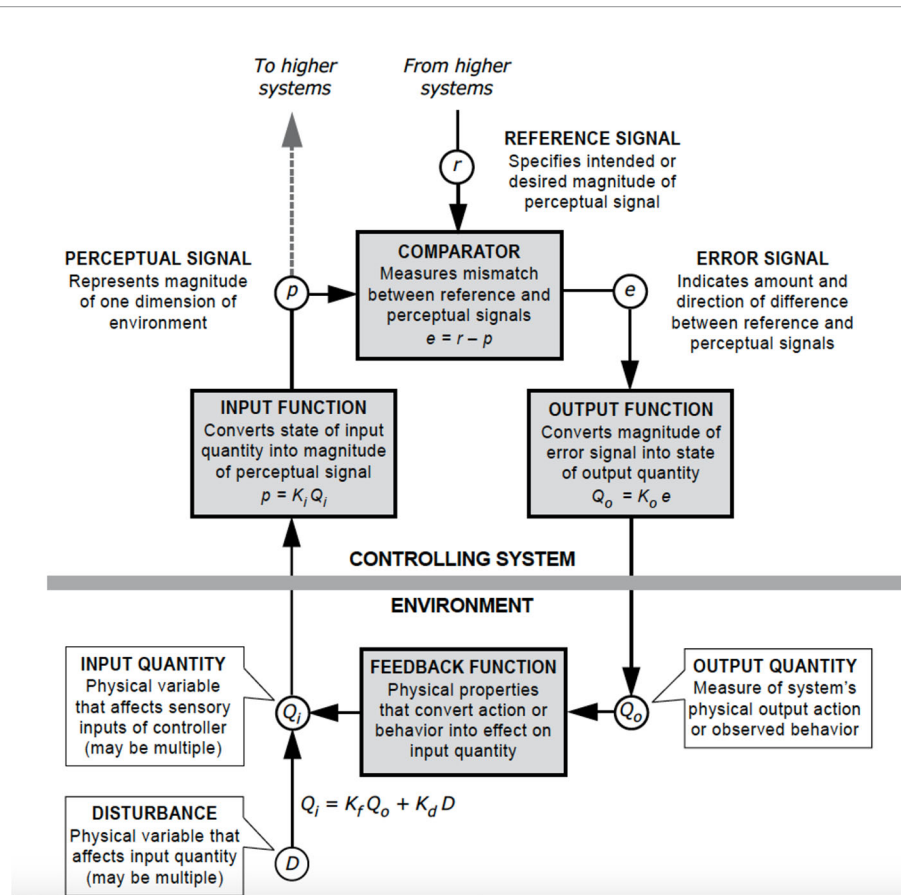 To higher
systems
From higher
systems
REFERENCE SIGNAL
Specifies intended or
desired magnitude of
perceptual signal
r
PERCEPTUAL SIGNAL
Represents magnitude
of one dimension of
environment
p
COMPARATOR
Measures mismatch
between reference and
perceptual signals
e = r – p
e
ERROR SIGNAL
Indicates amount and
direction of difference
between reference and
perceptual signals
INPUT FUNCTION
Converts state of input
quantity into magnitude
of perceptual signal
p = KᵢQᵢ
OUTPUT FUNCTION
Converts magnitude of
error signal into state
of output quantity
Qₒ = Kₒe
CONTROLLING SYSTEM
ENVIRONMENT
INPUT QUANTITY
Physical variable
that affects sensory
inputs of controller
(may be multiple)
Qᵢ
FEEDBACK FUNCTION
Physical properties
that convert action or
behavior into effect on
input quantity
Qₒ
OUTPUT QUANTITY
Measure of system's
physical output action
or observed behavior
Qᵢ = K_f Qₒ + K_d D
DISTURBANCE
Physical variable that
affects input quantity
(may be multiple)
D